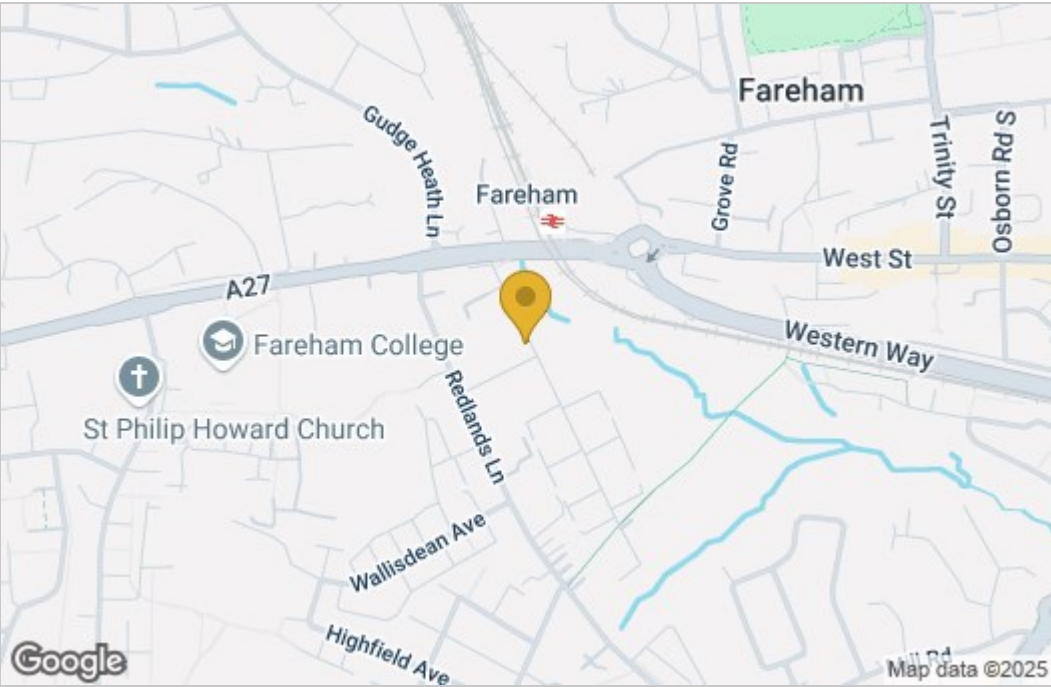 Fareham
Gudge Heath Ln
Trinity St
Osborn Rd S
Grove Rd
Fareham
West St
A27
Western Way
Fareham College
St Philip Howard Church
Redlands Ln
Wallisdean Ave
Highfield Ave
Rd
Google
Map data ©2025